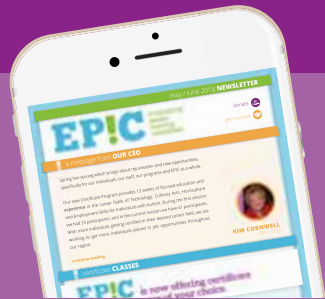 may / june 2016 NEWSLETTER
EP!C
donate
get involved
a message from OUR CEO
Spring has sprung which brings about rejuvenation and new opportunities,
specifically for our individuals, our staff, our programs and EPIC as a whole.
Our new Certificate Program provides 12 weeks of focused education and
experience in the career fields of Technology, Culinary Arts, Horticulture
and Employment Skills for individuals with Autism. During the first session
we had 35 participants, and in the current session we have 41 participants.
With more individuals getting certified in their desired career field, we are
working to get more individuals placed in job opportunities throughout
our region.
continue reading
KIM CORNWELL
EPIC CEO
certificate CLASSES
EP!C is now offering certificate